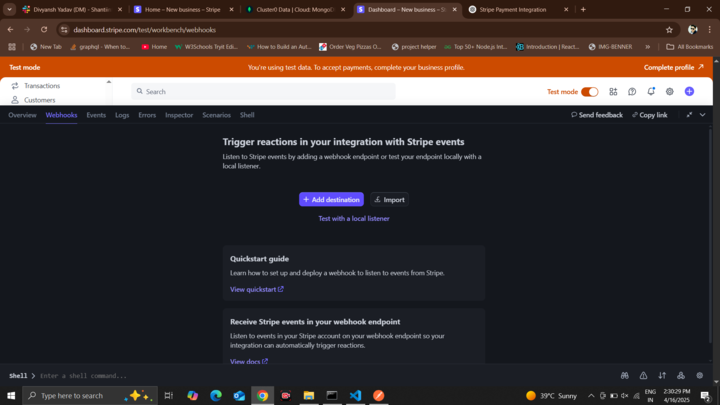 Divyansh Yadav (DM) - Shantin
Home – New business – Stripe
Cluster0 Data | Cloud: MongoD
Dashboard – New business – S
Stripe Payment Integration
dashboard.stripe.com/test/workbench/webhooks
New Tab
graphql - When to...
YouTube
Home
W3Schools Tryit Edi...
How to Build an Aut...
Order Veg Pizzas O...
project helper
Top 50+ Node.js Int...
Introduction | React...
IMG-BENNER
All Bookmarks
Test mode
You're using test data. To accept payments, complete your business profile.
Complete profile
Transactions
Customers
Search
Test mode
Overview
Webhooks
Events
Logs
Errors
Inspector
Scenarios
Shell
Send feedback
Copy link
Trigger reactions in your integration with Stripe events
Listen to Stripe events by adding a webhook endpoint or test your endpoint locally with a
local listener.
Add destination
Import
Test with a local listener
Quickstart guide
Learn how to set up and deploy a webhook to listen to events from Stripe.
View quickstart
Receive Stripe events in your webhook endpoint
Listen to events in your Stripe account on your webhook endpoint so your
integration can automatically trigger reactions.
View docs
Shell
Enter a shell command...
Type here to search
39°C Sunny
ENG
IN
2:30:29 PM
4/16/2025
2